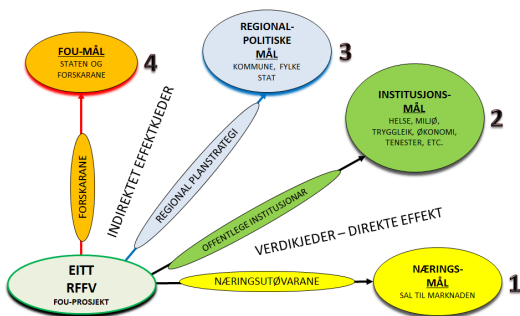 FOU-MÅL
STATEN OG
FORSKARANE
4
REGIONAL-
POLITISKE
MÅL
KOMMUNE, FYLKE
STAT
3
INSTITUSJONS-
MÅL
HELSE, MILJØ,
TRYGGLEIK, ØKONOMI,
TENESTER, ETC.
2
FORSKARANE
INDIREKTET EFFEKTKJEDER
REGIONAL PLANSTRATEGI
OFFENTLEGE INSTITUSJONAR
VERDIKJEDER – DIREKTE EFFEKT
EITT
RFFV
FOU-PROSJEKT
NÆRINGSUTØVARANE
NÆRINGS-
MÅL
SAL TIL MARKNADEN
1